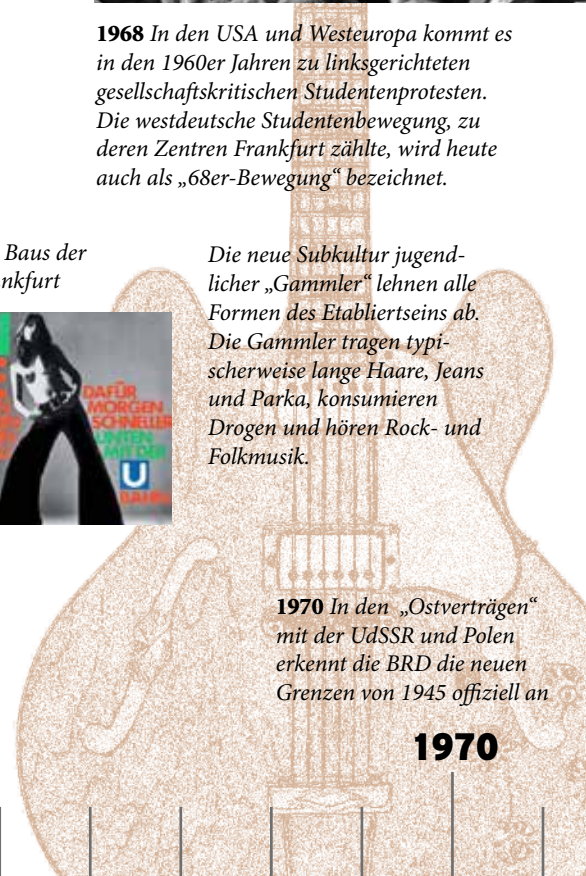 1968 In den USA und Westeuropa kommt es
in den 1960er Jahren zu linksgerichteten
gesellschaftskritischen Studentenprotesten.
Die westdeutsche Studentenbewegung, zu
deren Zentren Frankfurt zählte, wird heute
auch als „68er-Bewegung“ bezeichnet.
Baus der
nkfurt
DAFÜR
MORGEN
SCHNELLER
UNTEN
MIT DER
U
BAHN
Die neue Subkultur jugend-
licher „Gammler“ lehnen alle
Formen des Etabliertseins ab.
Die Gammler tragen typi-
scherweise lange Haare, Jeans
und Parka, konsumieren
Drogen und hören Rock- und
Folkmusik.
1970 In den „Ostverträgen“
mit der UdSSR und Polen
erkennt die BRD die neuen
Grenzen von 1945 offiziell an
1970